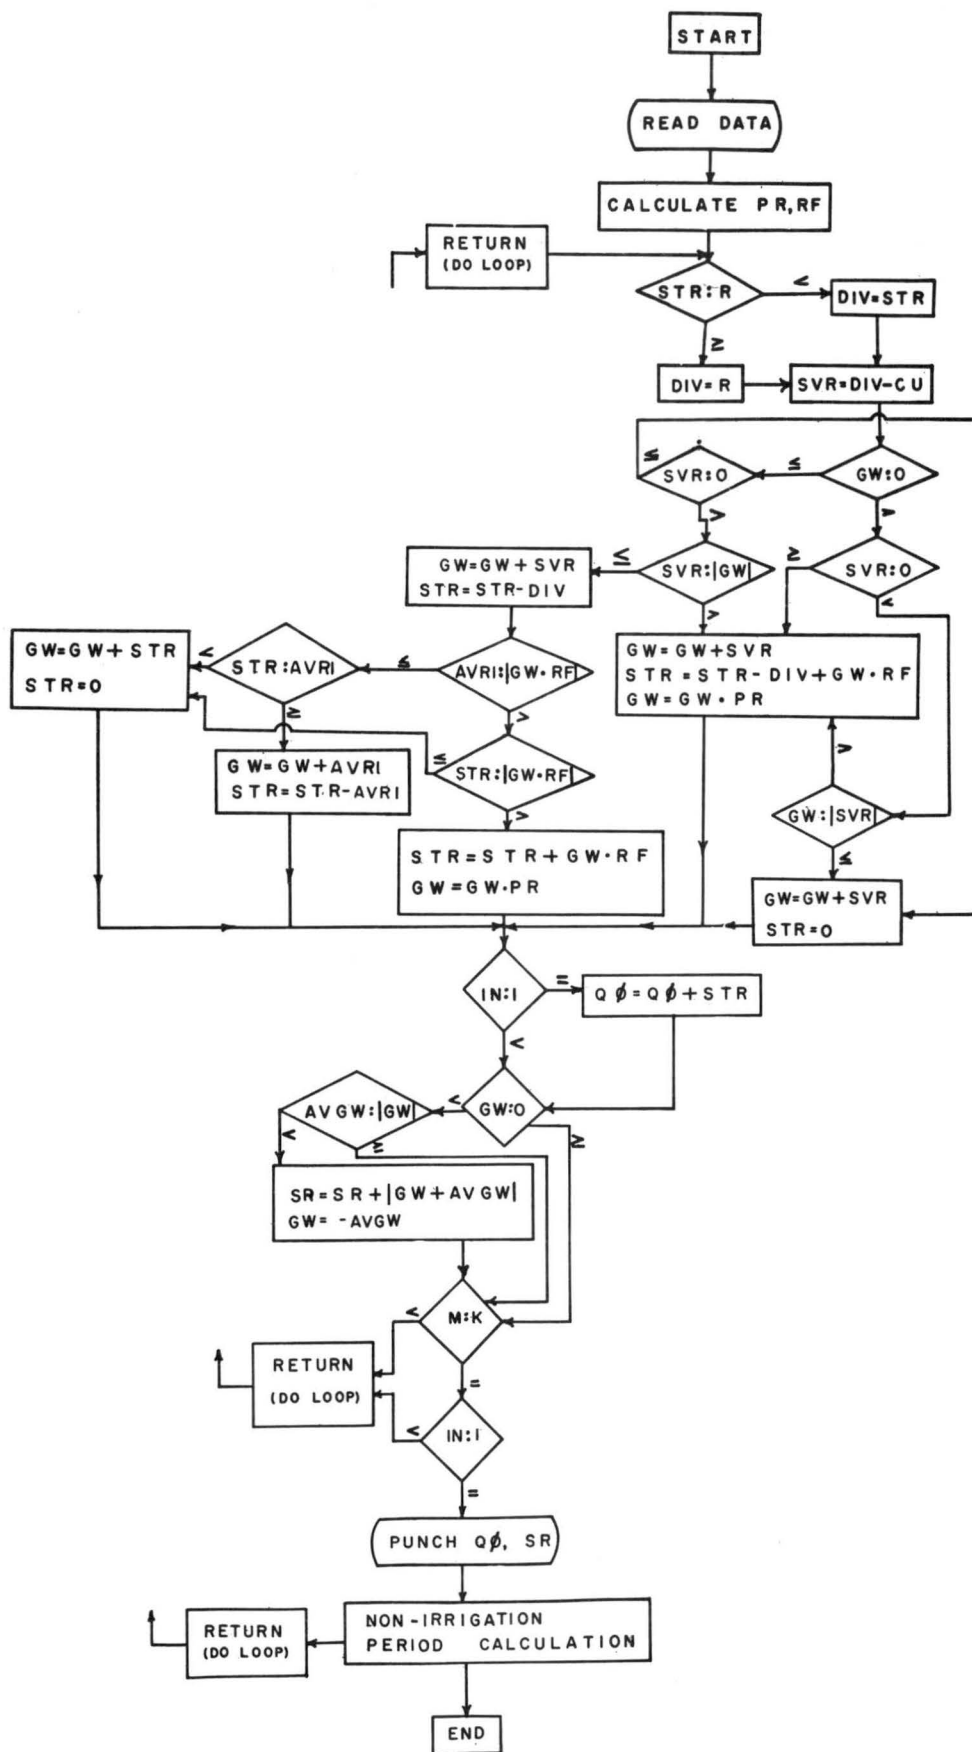 START
READ DATA
CALCULATE PR,RF
RETURN
(DO LOOP)
STR:R
<
DIV=STR
≥
DIV=R
SVR=DIV-CU
≤
SVR:0
≤
GW:0
>
>
SVR:|GW|
≤
≥
SVR:0
<
GW=GW+SVR
STR=STR-DIV
>
GW=GW+SVR
STR=STR-DIV+GW·RF
GW=GW·PR
GW=GW+STR
STR=0
<
STR:AVRI
≤
AVRI:|GW·RF|
≥
>
GW=GW+AVRI
STR=STR-AVRI
≤
STR:|GW·RF|
>
>
GW:|SVR|
≤
STR=STR+GW·RF
GW=GW·PR
GW=GW+SVR
STR=0
IN:I
=
QØ=QØ+STR
<
AVGW:|GW|
<
GW:0
≥
<
≥
SR=SR+|GW+AVGW|
GW=-AVGW
<
M:K
RETURN
(DO LOOP)
=
<
IN:I
=
PUNCH QØ, SR
NON-IRRIGATION
PERIOD CALCULATION
RETURN
(DO LOOP)
END